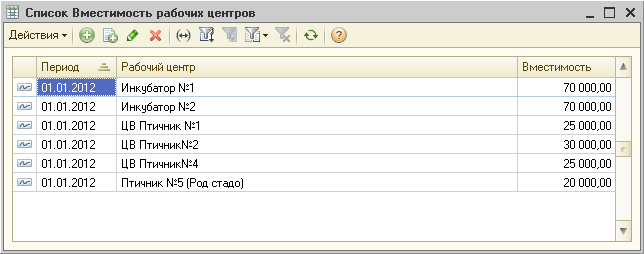 Список Вместимость рабочих центров
Действия
Период Рабочий центр Вместимость
01.01.2012 Инкубатор №1 70 000,00
01.01.2012 Инкубатор №2 70 000,00
01.01.2012 ЦВ Птичник №1 25 000,00
01.01.2012 ЦВ Птичник№2 30 000,00
01.01.2012 ЦВ Птичник№4 25 000,00
01.01.2012 Птичник №5 (Род стадо) 20 000,00